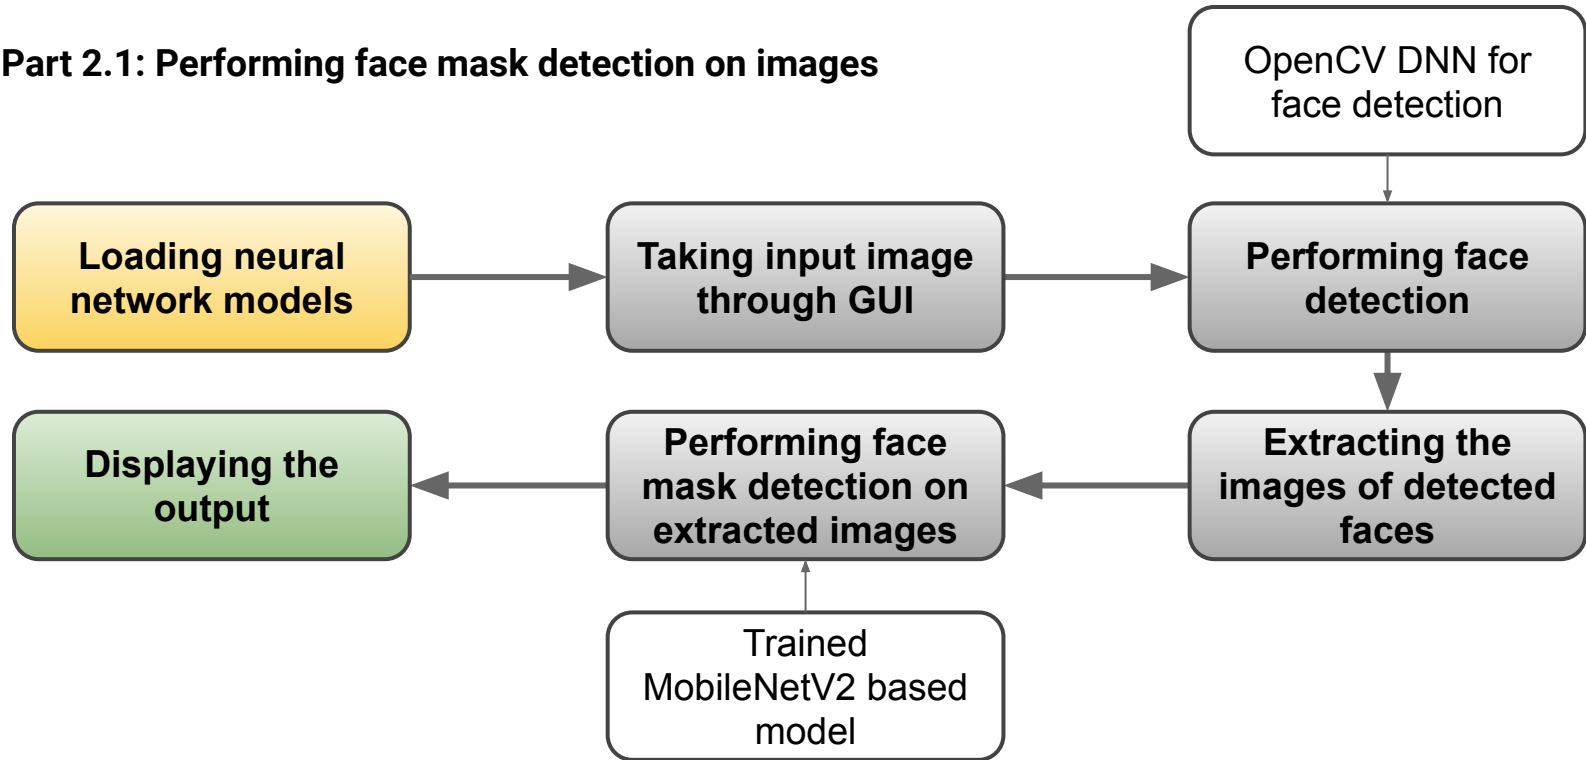 Part 2.1: Performing face mask detection on images
OpenCV DNN for
face detection
Loading neural
network models
Taking input image
through GUI
Performing face
detection
Extracting the
images of detected
faces
Performing face
mask detection on
extracted images
Displaying the
output
Trained
MobileNetV2 based
model